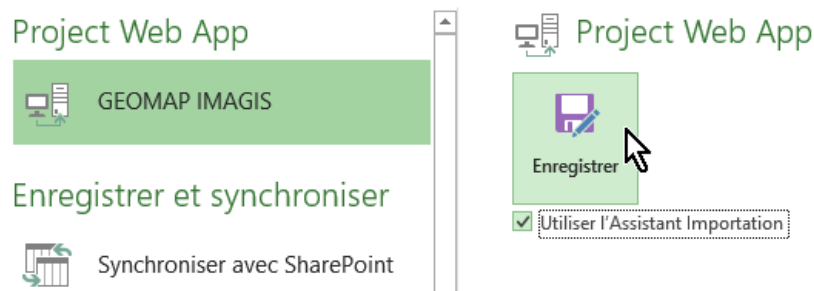 Project Web App
GEOMAP IMAGIS
Enregistrer et synchroniser
Synchroniser avec SharePoint
Project Web App
Enregistrer
Utiliser l'Assistant Importation